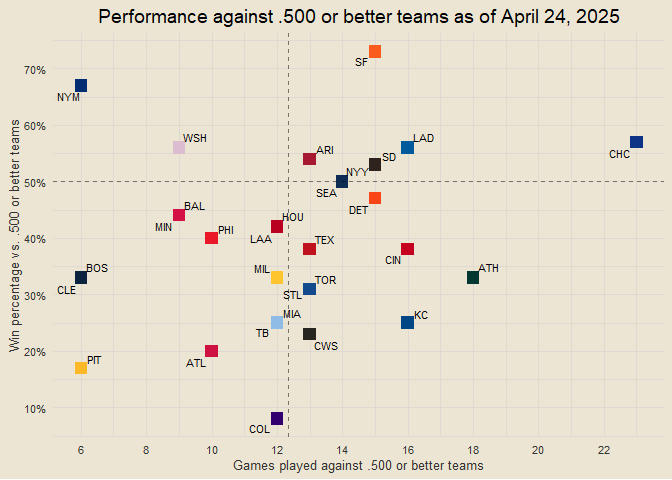 Performance against .500 or better teams as of April 24, 2025
Win percentage vs. .500 or better teams
70%
60%
50%
40%
30%
20%
10%
SF
NYM
WSH
LAD
CHC
ARI
SD
NYY
SEA
DET
BAL
MIN
PHI
HOU
LAA
TEX
CIN
BOS
CLE
MIL
ATH
TOR
STL
MIA
TB
KC
CWS
PIT
ATL
COL
6 8 10 12 14 16 18 20 22
Games played against .500 or better teams